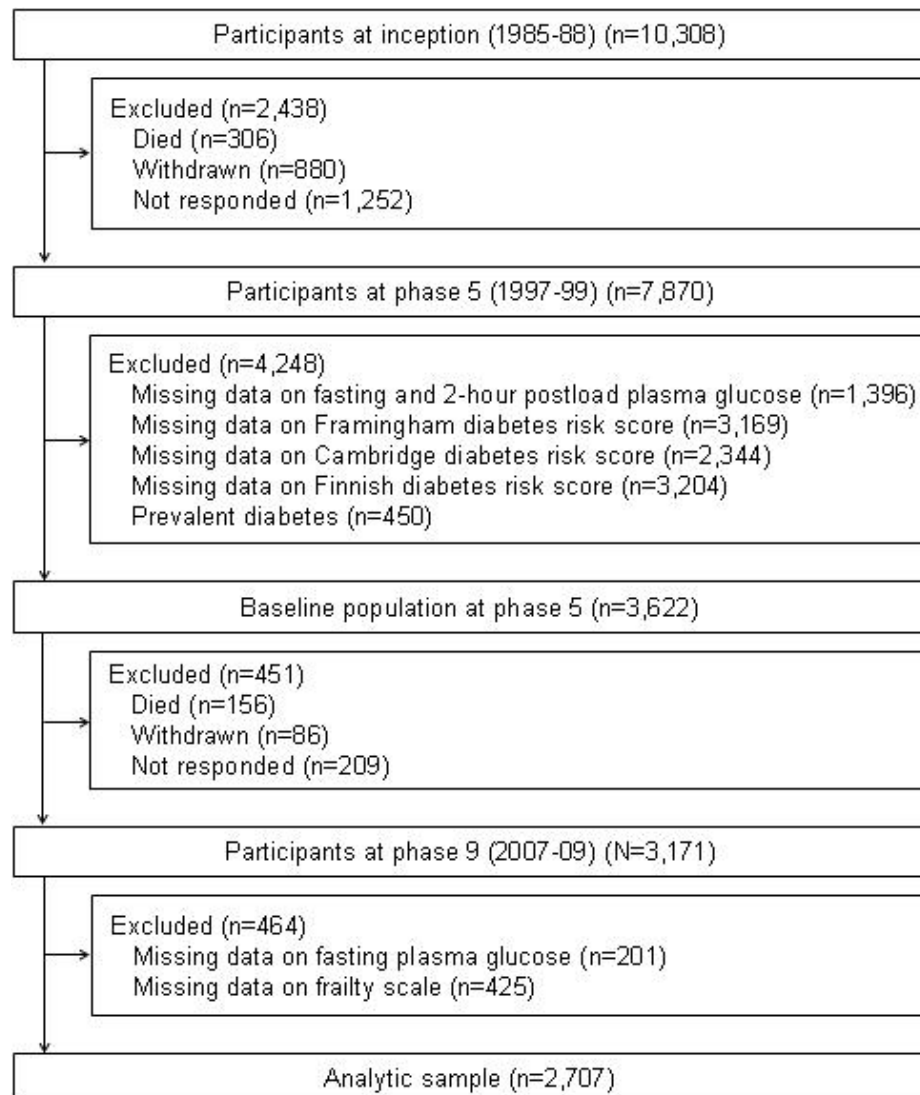 Participants at inception (1985-88) (n=10,308)
Excluded (n=2,438)
Died (n=306)
Withdrawn (n=880)
Not responded (n=1,252)
Participants at phase 5 (1997-99) (n=7,870)
Excluded (n=4,248)
Missing data on fasting and 2-hour postload plasma glucose (n=1,396)
Missing data on Framingham diabetes risk score (n=3,169)
Missing data on Cambridge diabetes risk score (n=2,344)
Missing data on Finnish diabetes risk score (n=3,204)
Prevalent diabetes (n=450)
Baseline population at phase 5 (n=3,622)
Excluded (n=451)
Died (n=156)
Withdrawn (n=86)
Not responded (n=209)
Participants at phase 9 (2007-09) (N=3,171)
Excluded (n=464)
Missing data on fasting plasma glucose (n=201)
Missing data on frailty scale (n=425)
Analytic sample (n=2,707)